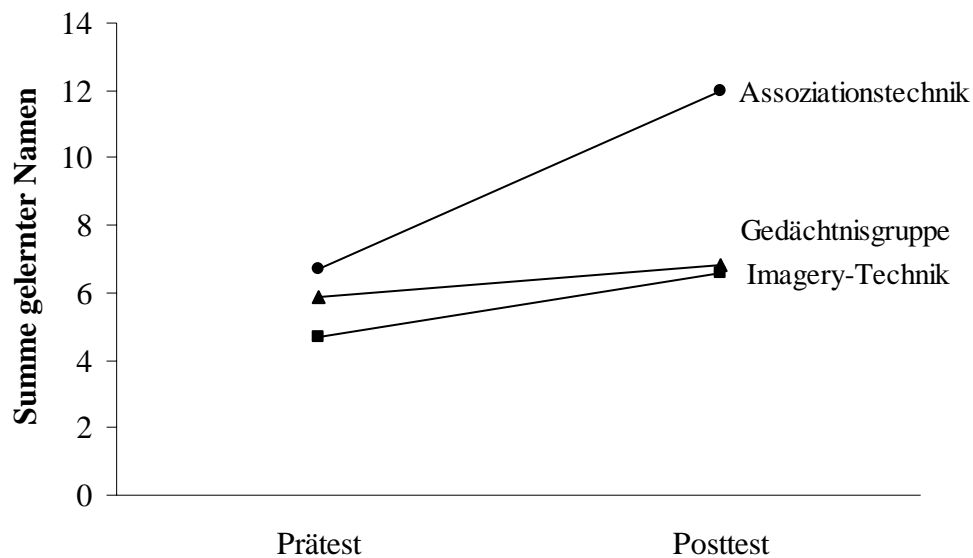 Summe gelernter Namen
14
12
10
8
6
4
2
0
Assoziationstechnik
Gedächtnisgruppe
Imagery-Technik
Prätest
Posttest